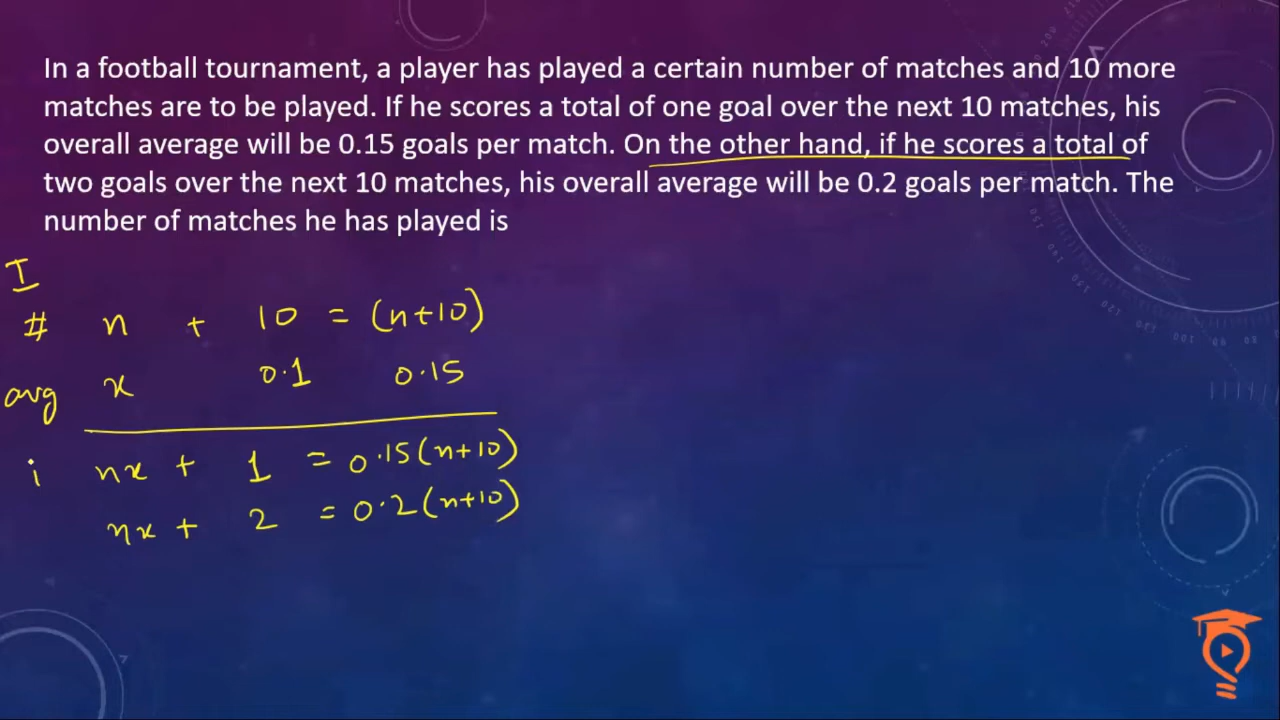 In a football tournament, a player has played a certain number of matches and 10 more
matches are to be played. If he scores a total of one goal over the next 10 matches, his
overall average will be 0.15 goals per match. On the other hand, if he scores a total of
two goals over the next 10 matches, his overall average will be 0.2 goals per match. The
number of matches he has played is
I
# n + 10 = (n+10)
avg x 0.1 0.15
i nx + 1 = 0.15(n+10)
nx + 2 = 0.2(n+10)